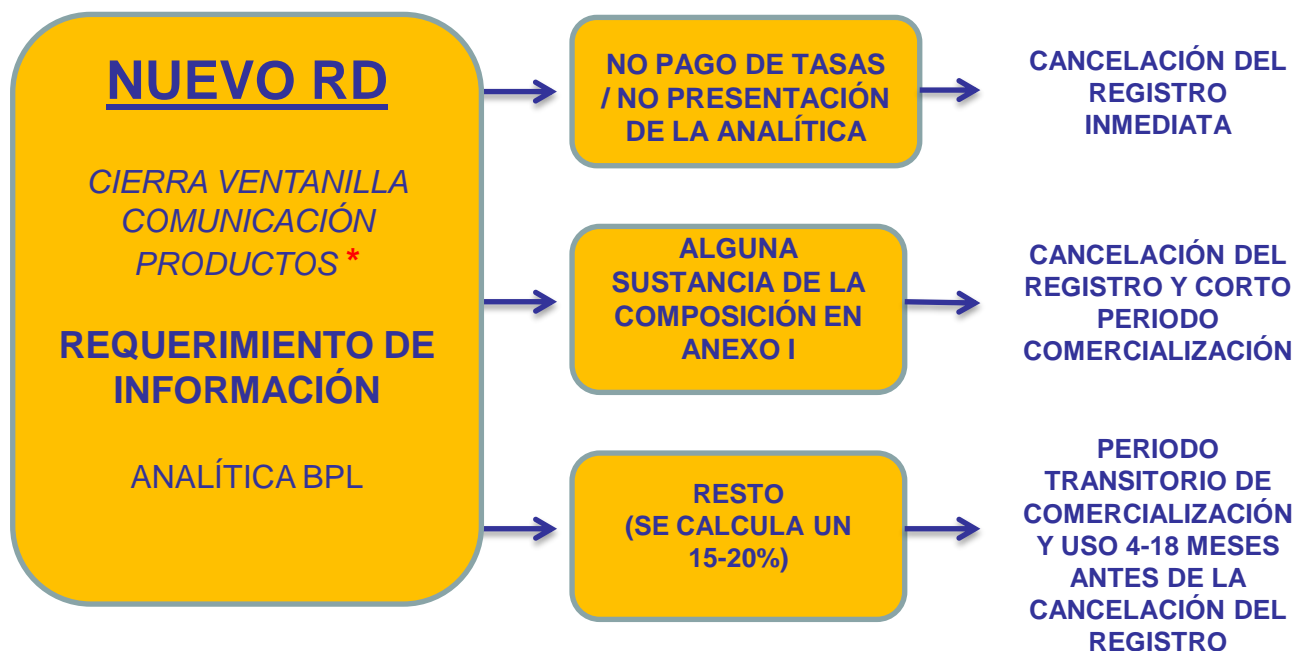 NUEVO RD
CIERRA VENTANILLA
COMUNICACIÓN
PRODUCTOS *
REQUERIMIENTO DE
INFORMACIÓN
ANALÍTICA BPL
NO PAGO DE TASAS
/ NO PRESENTACIÓN
DE LA ANALÍTICA
CANCELACIÓN DEL
REGISTRO
INMEDIATA
ALGUNA
SUSTANCIA DE LA
COMPOSICIÓN EN
ANEXO I
CANCELACIÓN DEL
REGISTRO Y CORTO
PERIODO
COMERCIALIZACIÓN
RESTO
(SE CALCULA UN
15-20%)
PERIODO
TRANSITORIO DE
COMERCIALIZACIÓN
Y USO 4-18 MESES
ANTES DE LA
CANCELACIÓN DEL
REGISTRO